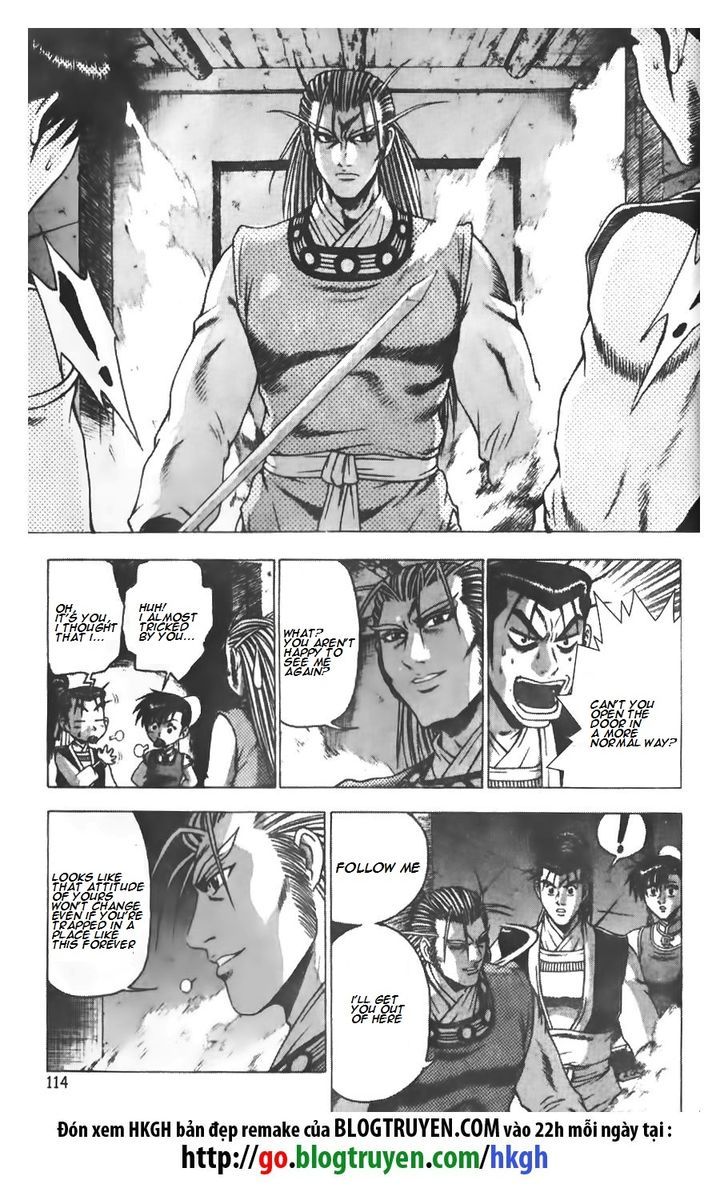 CAN'T YOU
OPEN THE
DOOR IN
A MORE
NORMAL WAY?
WHAT?
YOU AREN'T
HAPPY TO
SEE ME
AGAIN?
HUH!
I ALMOST
TRICKED
BY YOU...
OH,
IT'S YOU,
I THOUGHT
THAT I...
!
FOLLOW ME
I'LL GET
YOU OUT
OF HERE
LOOKS LIKE
THAT ATTITUDE
OF YOURS
WON'T CHANGE
EVEN IF YOU'RE
TRAPPED IN
A PLACE LIKE
THIS FOREVER
114
Đón xem HKGH bản đẹp remake của BLOGTRUYEN.COM vào 22h mỗi ngày tại :
http://go.blogtruyen.com/hkgh